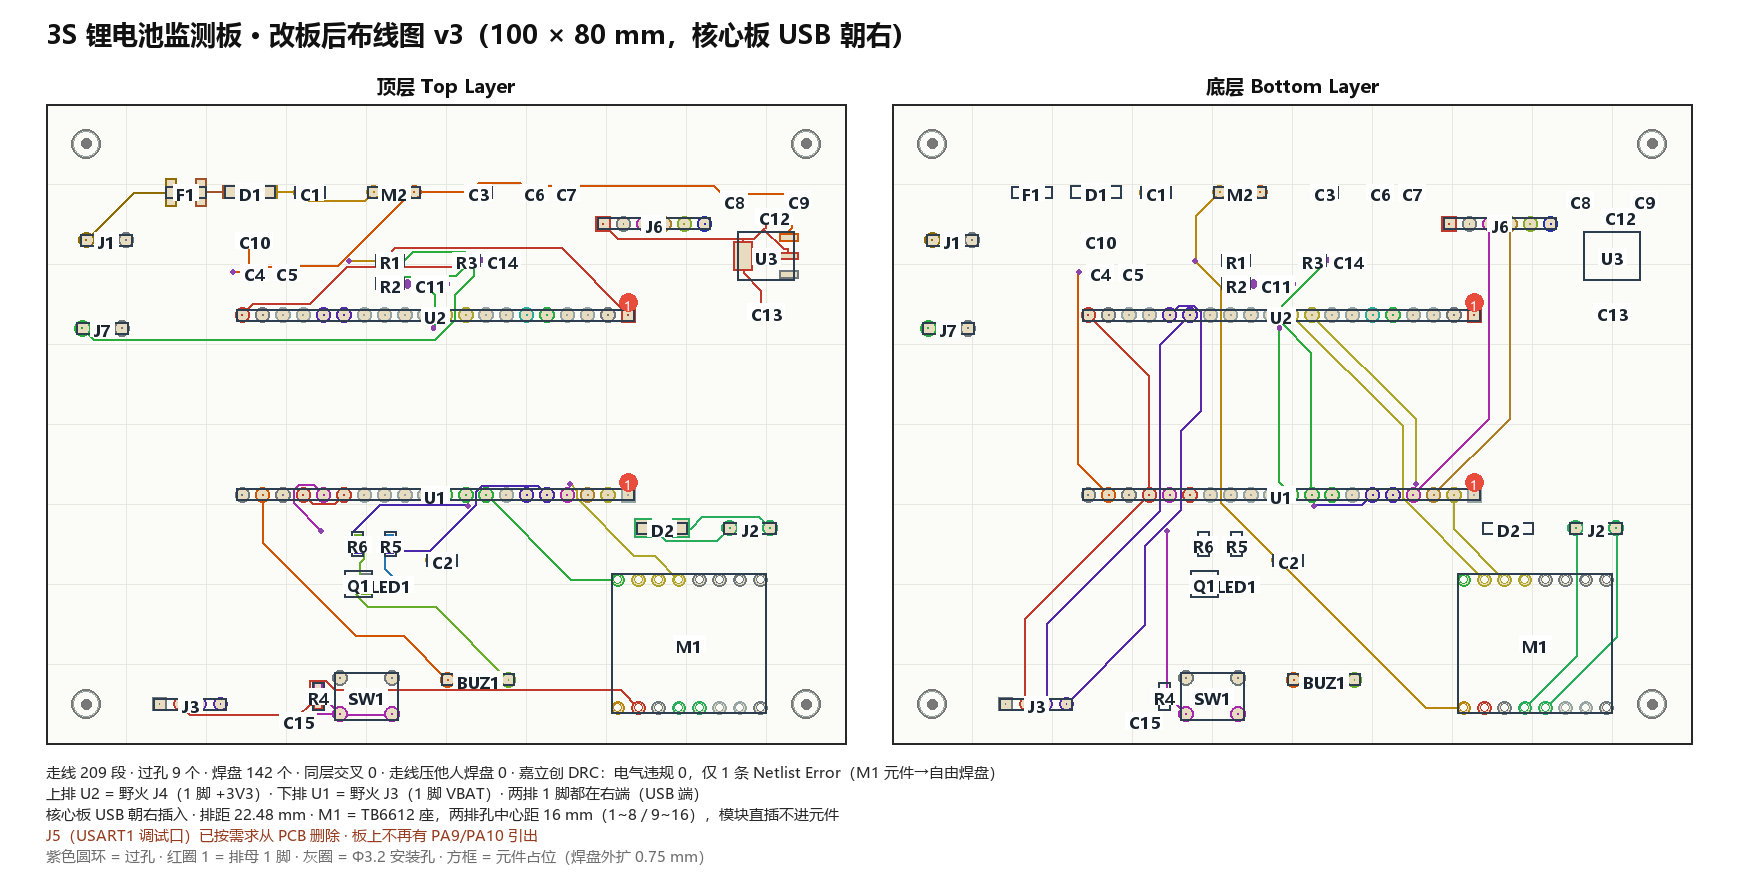 3S 锂电池监测板 • 改板后布线图 v3（100 × 80 mm，核心板 USB 朝右）
顶层 Top Layer
底层 Bottom Layer
F1 D1 C1 M2 C3 C6 C7 C8 C9
J1 C10 J6 C12
C4 C5 R1 R3 C14 U3
R2 C11
J7 U2 1 C13
U1 1
D2 J2
R6 R5 C2
Q1 LED1
M1
BUZ1
J3 R4 SW1
C15
F1 D1 C1 M2 C3 C6 C7 C8 C9
J1 C10 J6 C12
C4 C5 R1 R3 C14 U3
R2 C11
J7 U2 1 C13
U1 1
D2 J2
R6 R5 C2
Q1 LED1
M1
BUZ1
J3 R4 SW1
C15
走线 209 段 · 过孔 9 个 · 焊盘 142 个 · 同层交叉 0 · 走线压他人焊盘 0 · 嘉立创 DRC：电气违规 0，仅 1 条 Netlist Error（M1 元件→自由焊盘）
上排 U2 = 野火 J4（1 脚 +3V3）· 下排 U1 = 野火 J3（1 脚 VBAT）· 两排 1 脚都在右端（USB 端）
核心板 USB 朝右插入 · 排距 22.48 mm · M1 = TB6612 座，两排孔中心距 16 mm（1~8 / 9~16），模块直插不进元件
J5（USART1 调试口）已按需求从 PCB 删除 · 板上不再有 PA9/PA10 引出
紫色圆环 = 过孔 · 红圈 1 = 排母 1 脚 · 灰圈 = Φ3.2 安装孔 · 方框 = 元件占位（焊盘外扩 0.75 mm）